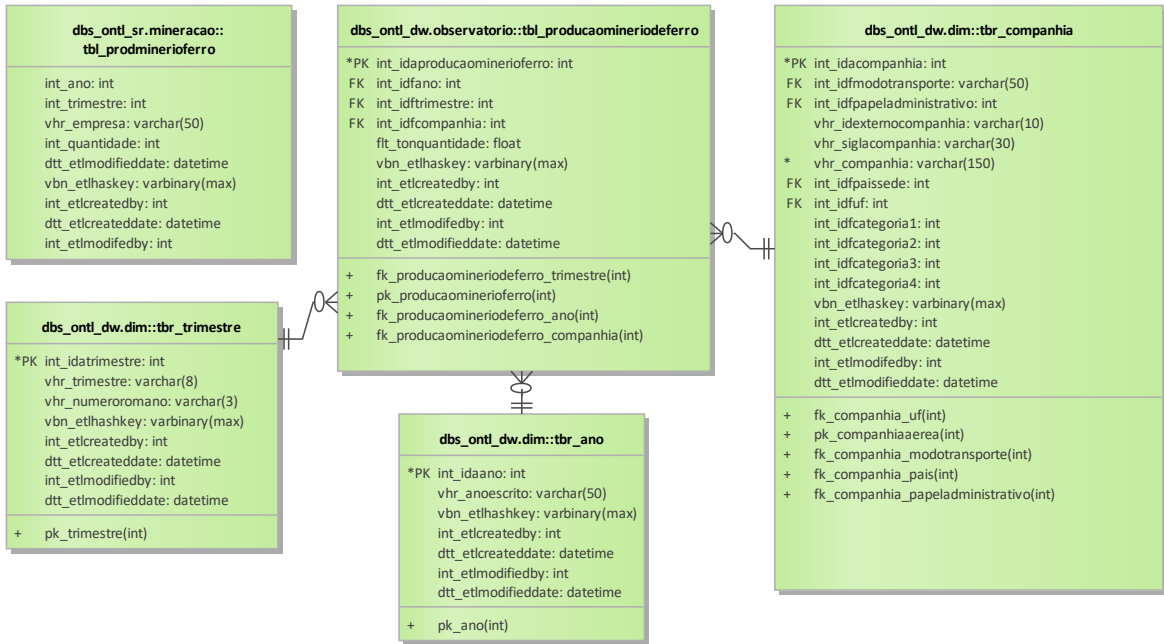 dbs_ontl_sr.mineracao::
tbl_prodminerioferro
int_ano: int
int_trimestre: int
vhr_empresa: varchar(50)
int_quantidade: int
dtt_etlmodifieddate: datetime
vbn_etlhaskey: varbinary(max)
int_etlcreatedby: int
dtt_etlcreateddate: datetime
int_etlmodifedby: int
dbs_ontl_dw.observatorio::tbl_producaomineriodeferro
*PK int_idaproducaominerioferro: int
FK int_idfano: int
FK int_idftrimestre: int
FK int_idfcompanhia: int
flt_tonquantidade: float
vbn_etlhaskey: varbinary(max)
int_etlcreatedby: int
dtt_etlcreateddate: datetime
int_etlmodifedby: int
dtt_etlmodifieddate: datetime
+ fk_producaomineriodeferro_trimestre(int)
+ pk_producaominerioferro(int)
+ fk_producaomineriodeferro_ano(int)
+ fk_producaomineriodeferro_companhia(int)
dbs_ontl_dw.dim::tbr_companhia
*PK int_idacompanhia: int
FK int_idfmodotransporte: varchar(50)
FK int_idfpapeladministrativo: int
vhr_idexternocompanhia: varchar(10)
vhr_siglacompanhia: varchar(30)
* vhr_companhia: varchar(150)
FK int_idfpaissede: int
FK int_idfuf: int
int_idfcategoria1: int
int_idfcategoria2: int
int_idfcategoria3: int
int_idfcategoria4: int
vbn_etlhaskey: varbinary(max)
int_etlcreatedby: int
dtt_etlcreateddate: datetime
int_etlmodifedby: int
dtt_etlmodifieddate: datetime
+ fk_companhia_uf(int)
+ pk_companhiaaerea(int)
+ fk_companhia_modotransporte(int)
+ fk_companhia_pais(int)
+ fk_companhia_papeladministrativo(int)
dbs_ontl_dw.dim::tbr_trimestre
*PK int_idatrimestre: int
vhr_trimestre: varchar(8)
vhr_numeroromano: varchar(3)
vbn_etlhashkey: varbinary(max)
int_etlcreatedby: int
dtt_etlcreateddate: datetime
int_etlmodifiedby: int
dtt_etlmodifieddate: datetime
+ pk_trimestre(int)
dbs_ontl_dw.dim::tbr_ano
*PK int_idaano: int
vhr_anoescrito: varchar(50)
vbn_etlhashkey: varbinary(max)
int_etlcreatedby: int
dtt_etlcreateddate: datetime
int_etlmodifiedby: int
dtt_etlmodifieddate: datetime
+ pk_ano(int)